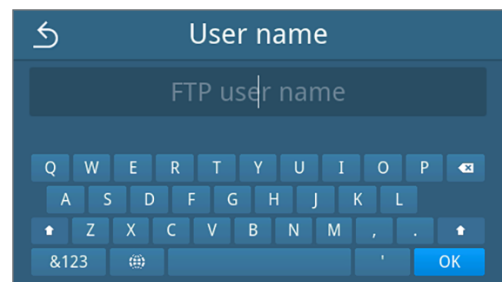 User name
FTP user name
Q W E R T Y U I O P
A S D F G H J K L
Z X C V B N M , .
&123 ' OK